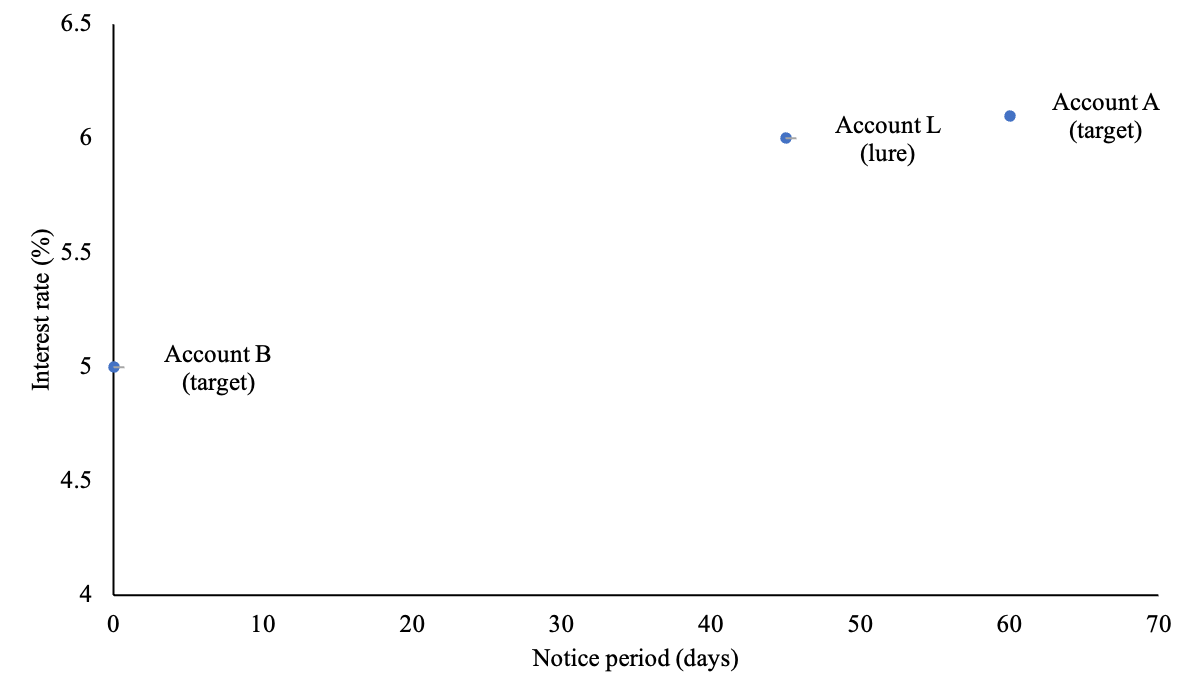 6.5
6
5.5
5
4.5
4
Interest rate (%)
Account A
(target)
Account L
(lure)
Account B
(target)
0 10 20 30 40 50 60 70
Notice period (days)